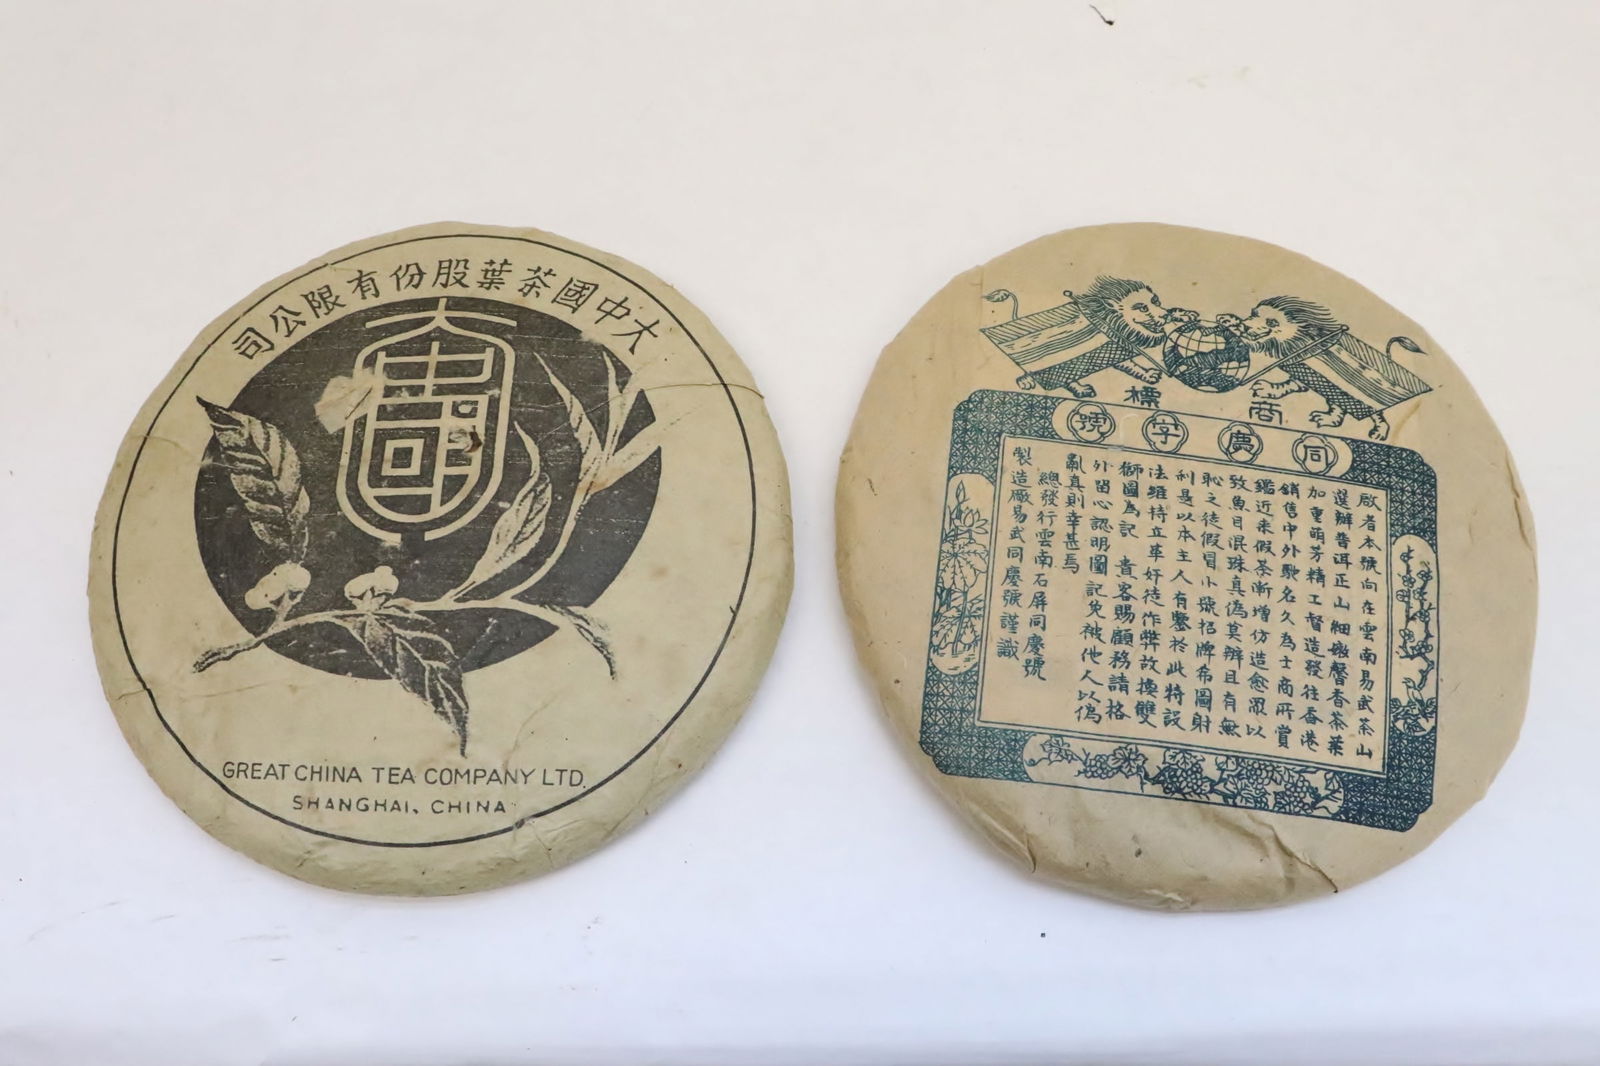 大中國茶葉股份有限公司
大中國
GREAT CHINA TEA COMPANY LTD.
SHANGHAI, CHINA
商標
同慶字號
啟者本號向在雲南易武茶山
選辦普洱正山細嫩馨香茶葉
加重萌芳精工督造發往香港
銷售中外馳名久為士商所賞
鑑近來假茶漸增仿造愈眾以
致魚目混珠真偽莫辨且有無
恥之徒假冒小號招牌布圖射
利是以本主人有鑒於此特設
法維持立革奸徒作弊故換雙
獅圖為記 貴客賜顧務請格
外留心認明圖記免被他人以偽
亂真則幸甚焉
總發行雲南石屏同慶號
製造廠易武同慶號謹識